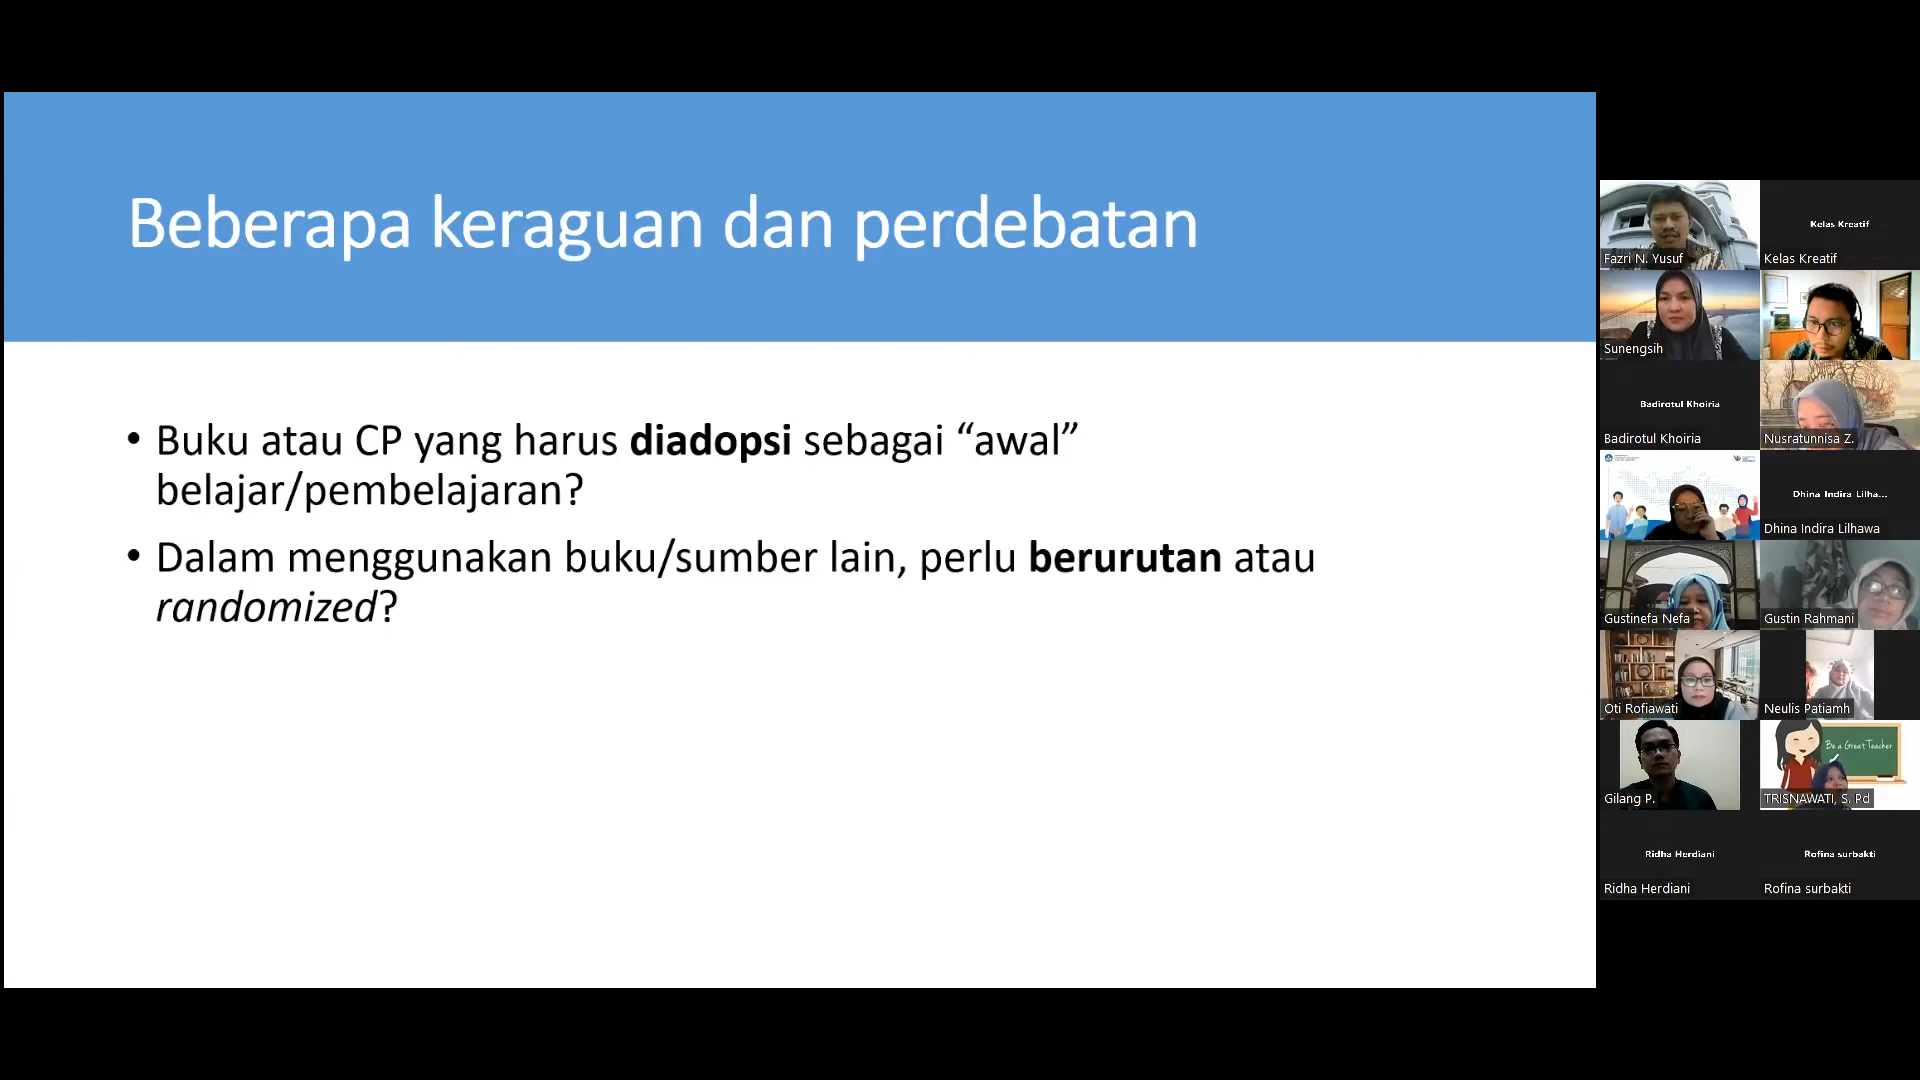 Beberapa keraguan dan perdebatan
• Buku atau CP yang harus diadopsi sebagai “awal”
belajar/pembelajaran?
• Dalam menggunakan buku/sumber lain, perlu berurutan atau
randomized?
Fazri N. Yusuf
Kelas Kreatif
Kelas Kreatif
Sunengsih
Badirotul Khoiria
Badirotul Khoiria
Nusratunnisa Z.
Dhina Indira Lilha...
Dhina Indira Lilhawa
Gustinefa Nefa
Gustin Rahmani
Oti Rofiawati
Neulis Patiamh
Gilang P.
Be a Great Teacher
TRISNAWATI, S. Pd
Ridha Herdiani
Ridha Herdiani
Rofina surbakti
Rofina surbakti